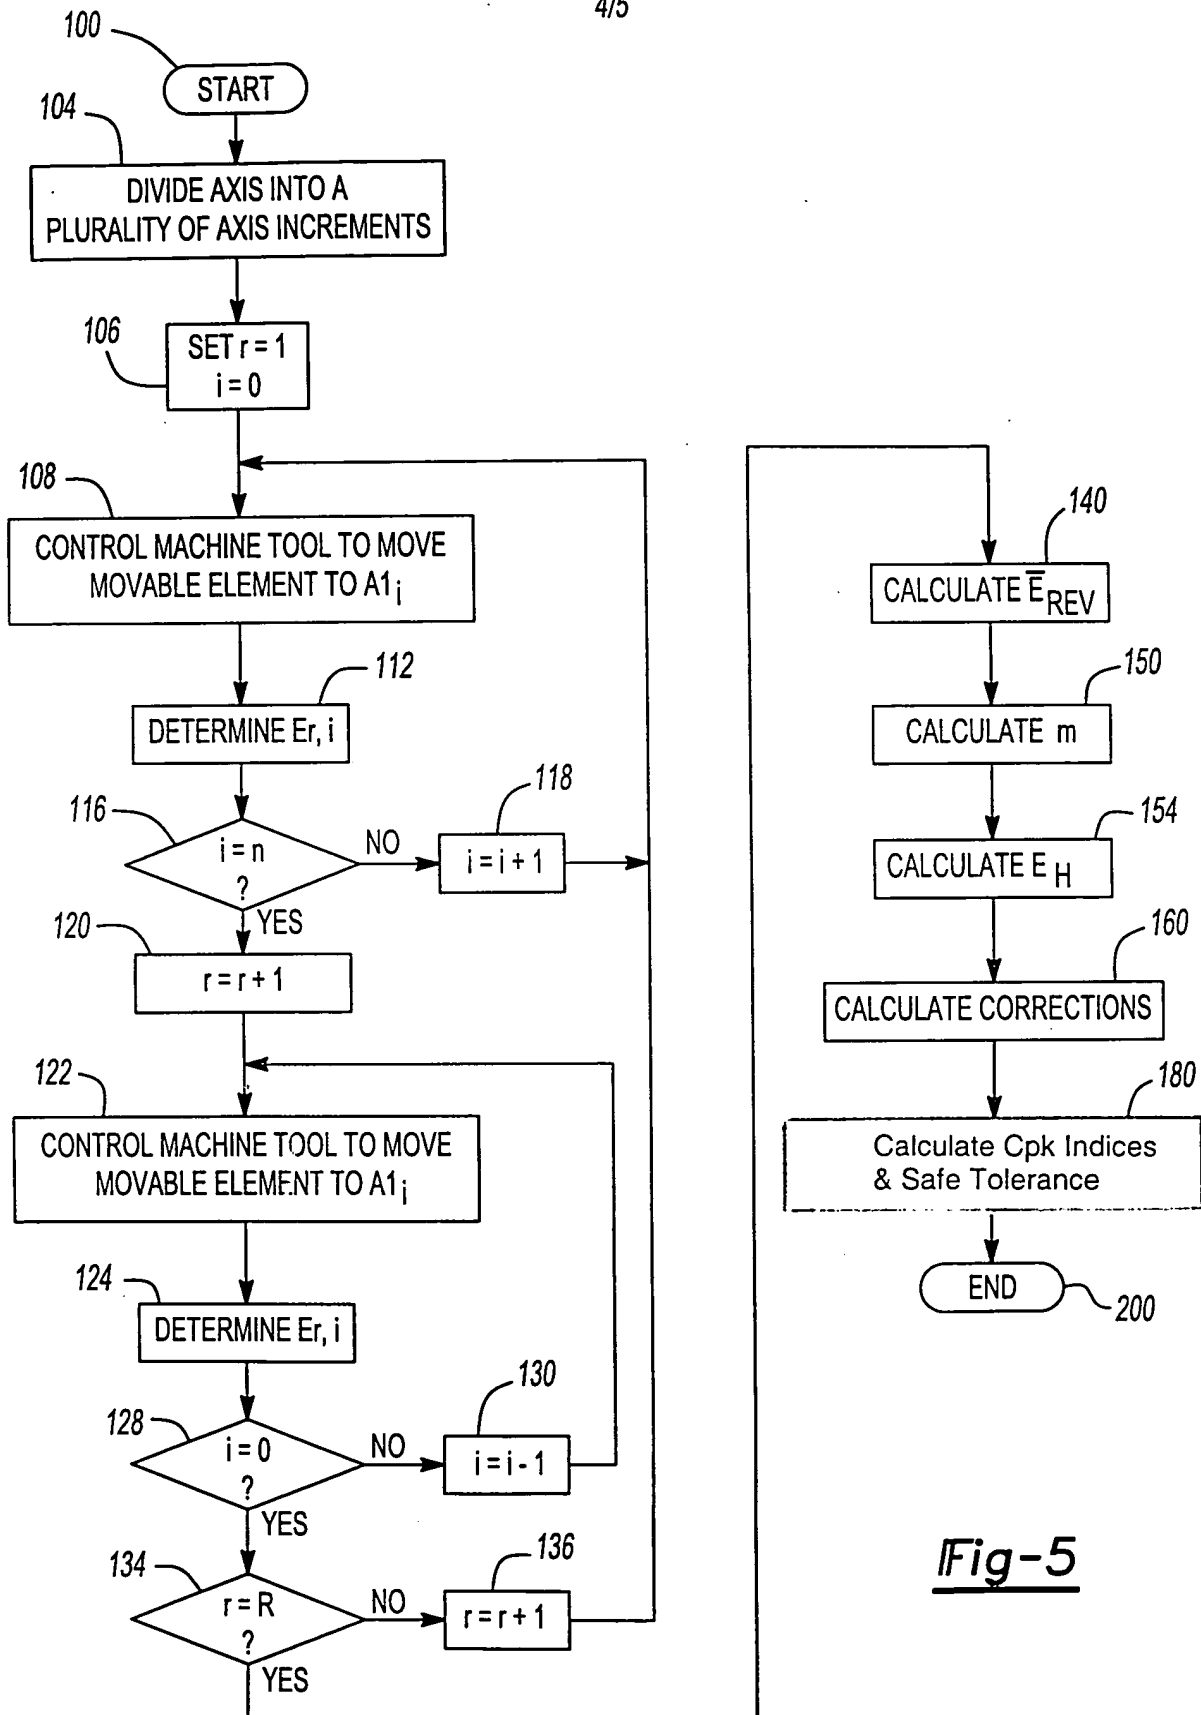 4/5
100
START
104
DIVIDE AXIS INTO A
PLURALITY OF AXIS INCREMENTS
106
SET r = 1
i = 0
108
CONTROL MACHINE TOOL TO MOVE
MOVABLE ELEMENT TO A1i
112
DETERMINE Er, i
116
i = n
?
NO
118
i = i + 1
YES
120
r = r + 1
122
CONTROL MACHINE TOOL TO MOVE
MOVABLE ELEMENT TO A1i
124
DETERMINE Er, i
128
i = 0
?
NO
130
i = i - 1
YES
134
r = R
?
NO
136
r = r + 1
YES
140
CALCULATE E̅REV
150
CALCULATE m
154
CALCULATE E H
160
CALCULATE CORRECTIONS
180
Calculate Cpk Indices
& Safe Tolerance
END
200
Fig-5